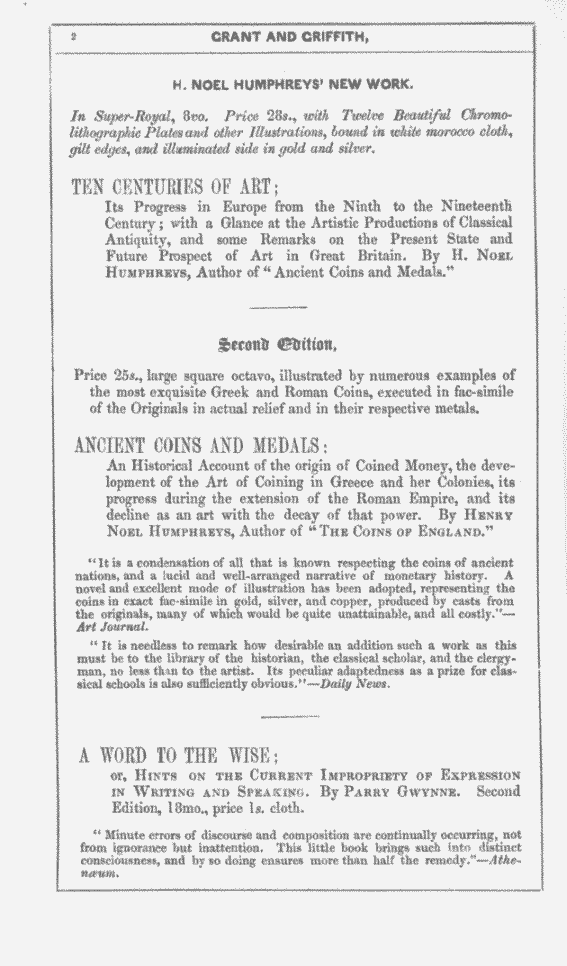 2
GRANT AND GRIFFITH,
H. NOEL HUMPHREYS' NEW WORK.
In Super-Royal, 8vo. Price 28s., with Twelve Beautiful Chromo-
lithographic Plates and other Illustrations, bound in white morocco cloth,
gilt edges, and illuminated side in gold and silver.
TEN CENTURIES OF ART;
Its Progress in Europe from the Ninth to the Nineteenth
Century; with a Glance at the Artistic Productions of Classical
Antiquity, and some Remarks on the Present State and
Future Prospect of Art in Great Britain. By H. NOEL
HUMPHREYS, Author of "Ancient Coins and Medals."
Second Edition,
Price 25s., large square octavo, illustrated by numerous examples of
the most exquisite Greek and Roman Coins, executed in fac-simile
of the Originals in actual relief and in their respective metals.
ANCIENT COINS AND MEDALS:
An Historical Account of the origin of Coined Money, the deve-
lopment of the Art of Coining in Greece and her Colonies, its
progress during the extension of the Roman Empire, and its
decline as an art with the decay of that power. By HENRY
NOEL HUMPHREYS, Author of "THE COINS OF ENGLAND."
"It is a condensation of all that is known respecting the coins of ancient
nations, and a lucid and well-arranged narrative of monetary history. A
novel and excellent mode of illustration has been adopted, representing the
coins in exact fac-simile in gold, silver, and copper, produced by casts from
the originals, many of which would be quite unattainable, and all costly."—
Art Journal.
"It is needless to remark how desirable an addition such a work as this
must be to the library of the historian, the classical scholar, and the clergy-
man, no less than to the artist. Its peculiar adaptedness as a prize for clas-
sical schools is also sufficiently obvious."—Daily News.
A WORD TO THE WISE;
or, HINTS ON THE CURRENT IMPROPRIETY OF EXPRESSION
IN WRITING AND SPEAKING. By PARRY GWYNNE. Second
Edition, 18mo., price 1s. cloth.
"Minute errors of discourse and composition are continually occurring, not
from ignorance but inattention. This little book brings such into distinct
consciousness, and by so doing ensures more than half the remedy."—Athe-
næum.